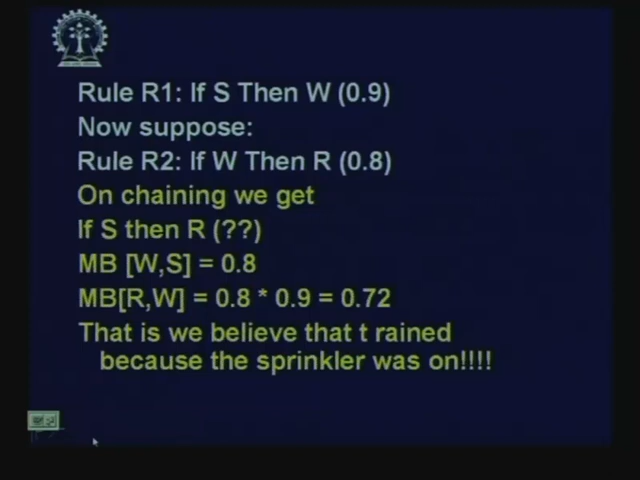 Rule R1: If S Then W (0.9)
Now suppose:
Rule R2: If W Then R (0.8)
On chaining we get
If S then R (??)
MB [W,S] = 0.8
MB[R,W] = 0.8 * 0.9 = 0.72
That is we believe that t rained
because the sprinkler was on!!!!